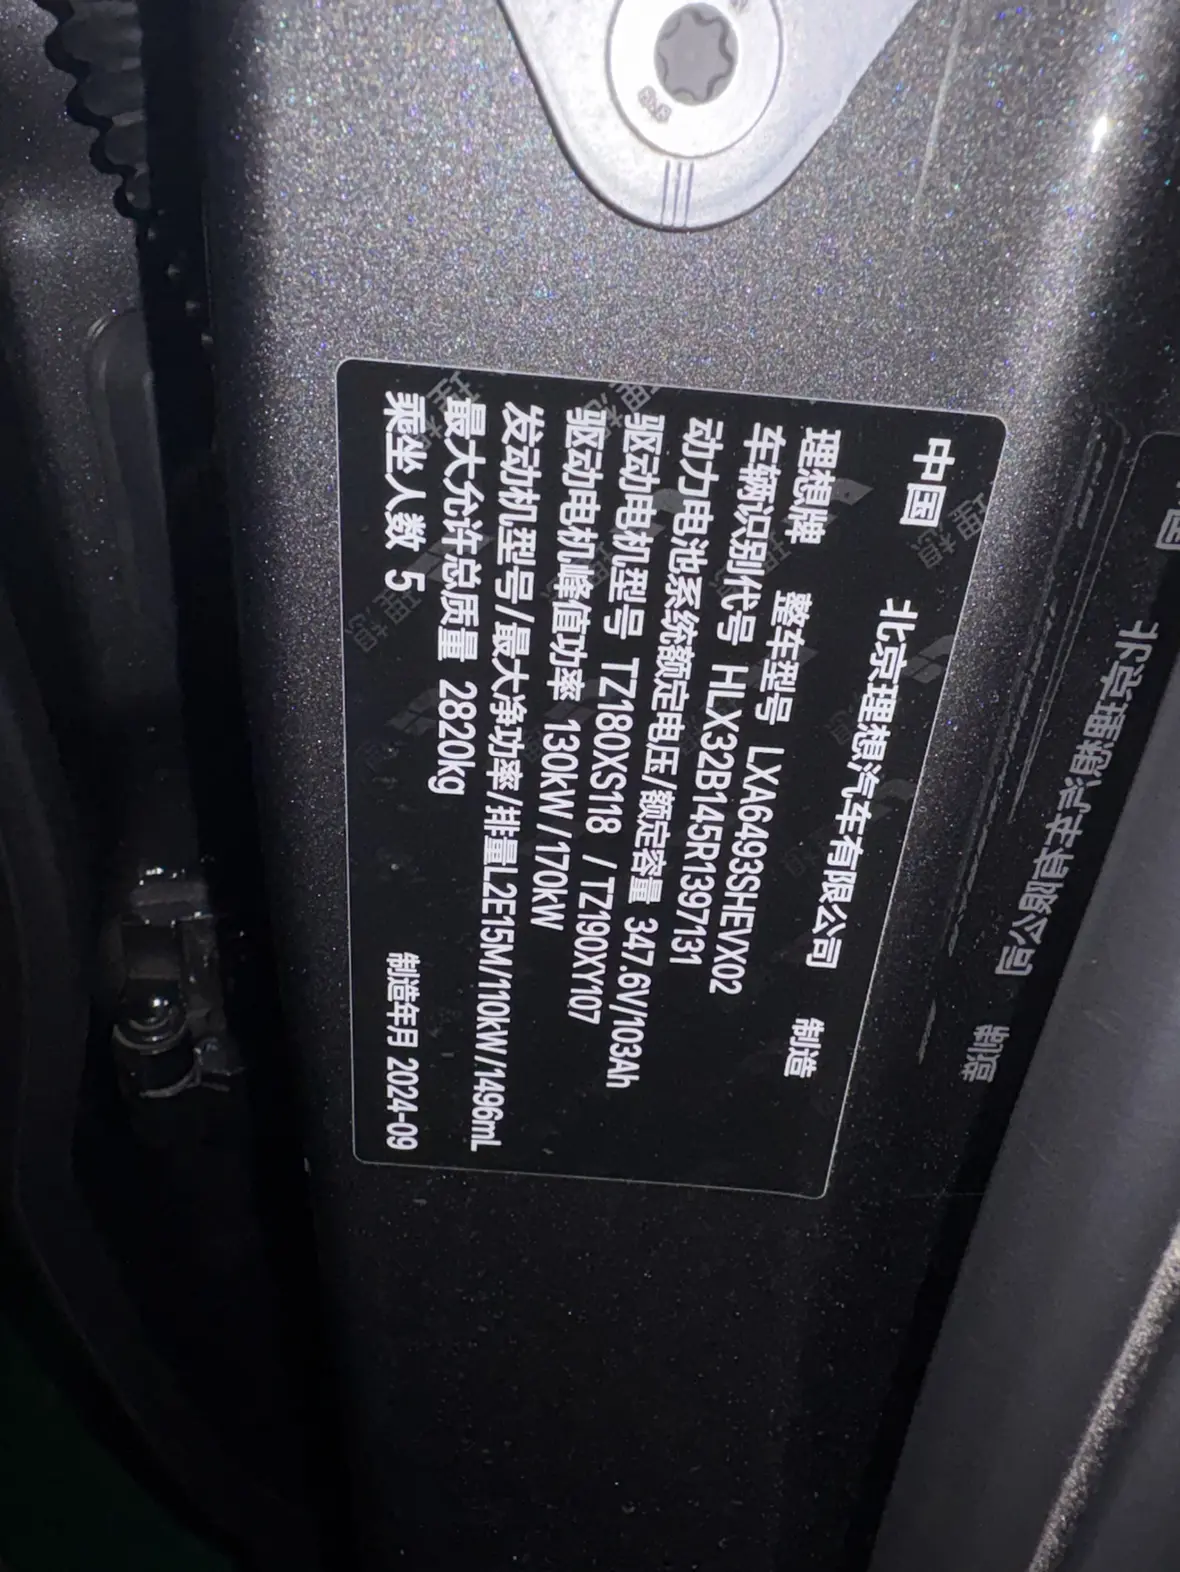 中国 北京理想汽车有限公司 制造
理想牌 整车型号 LXA6493SHEVX02
车辆识别代号 HLX32B145R1397131
动力电池系统额定电压/额定容量 347.6V/103Ah
驱动电机型号 TZ180XS118 /TZ190XY107
驱动电机峰值功率 130kW/170kW
发动机型号/最大净功率/排量L2E15M/110kW/1496mL
最大允许总质量 2820kg
乘坐人数 5 制造年月 2024-09